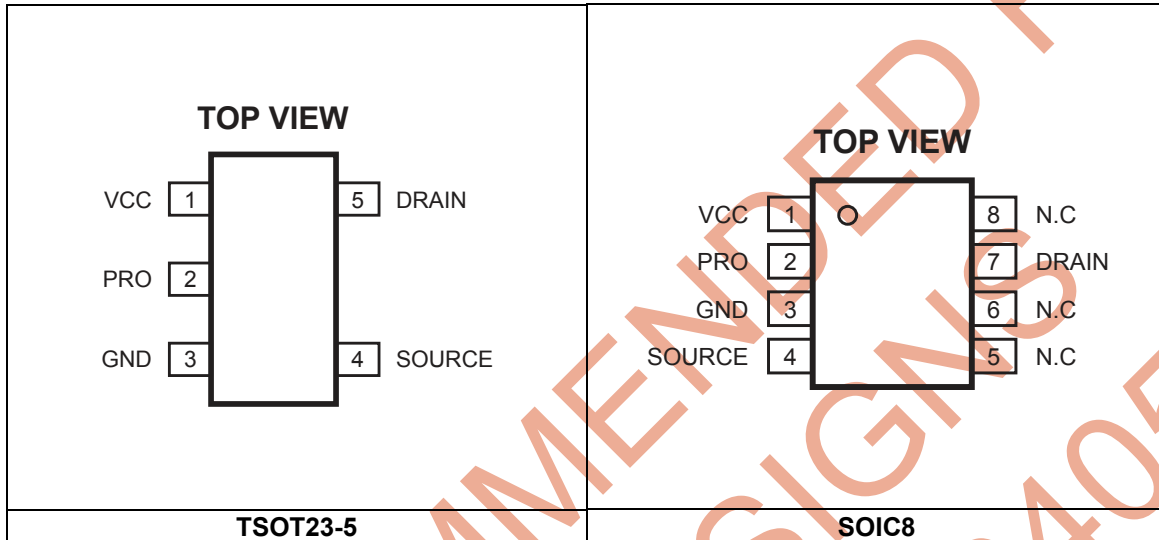 TOP VIEW
VCC 1
5 DRAIN
PRO 2
GND 3
4 SOURCE
TSOT23-5
TOP VIEW
VCC 1
8 N.C
PRO 2
7 DRAIN
GND 3
6 N.C
SOURCE 4
5 N.C
SOIC8